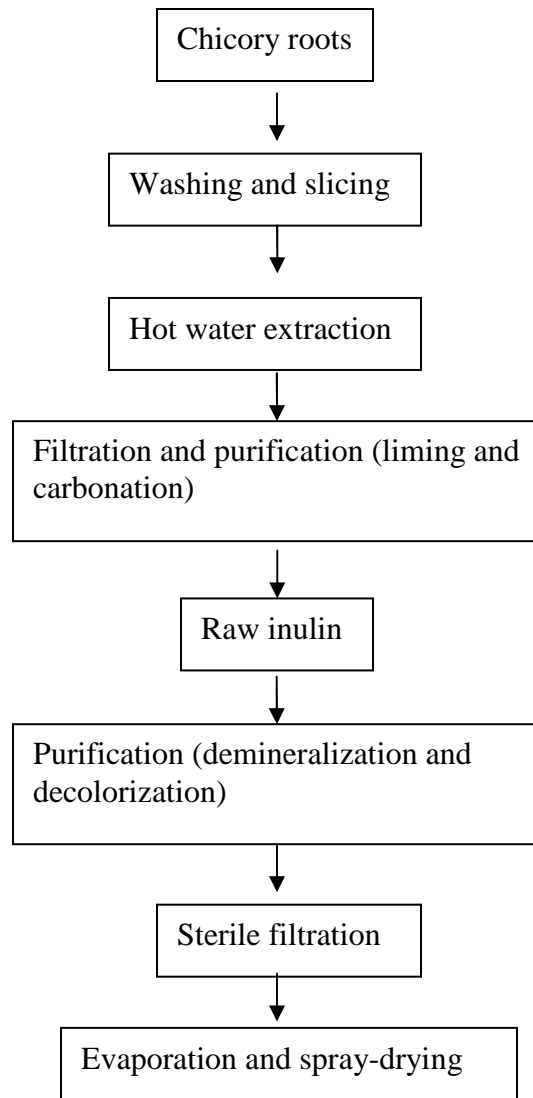 Chicory roots
Washing and slicing
Hot water extraction
Filtration and purification (liming and
carbonation)
Raw inulin
Purification (demineralization and
decolorization)
Sterile filtration
Evaporation and spray-drying